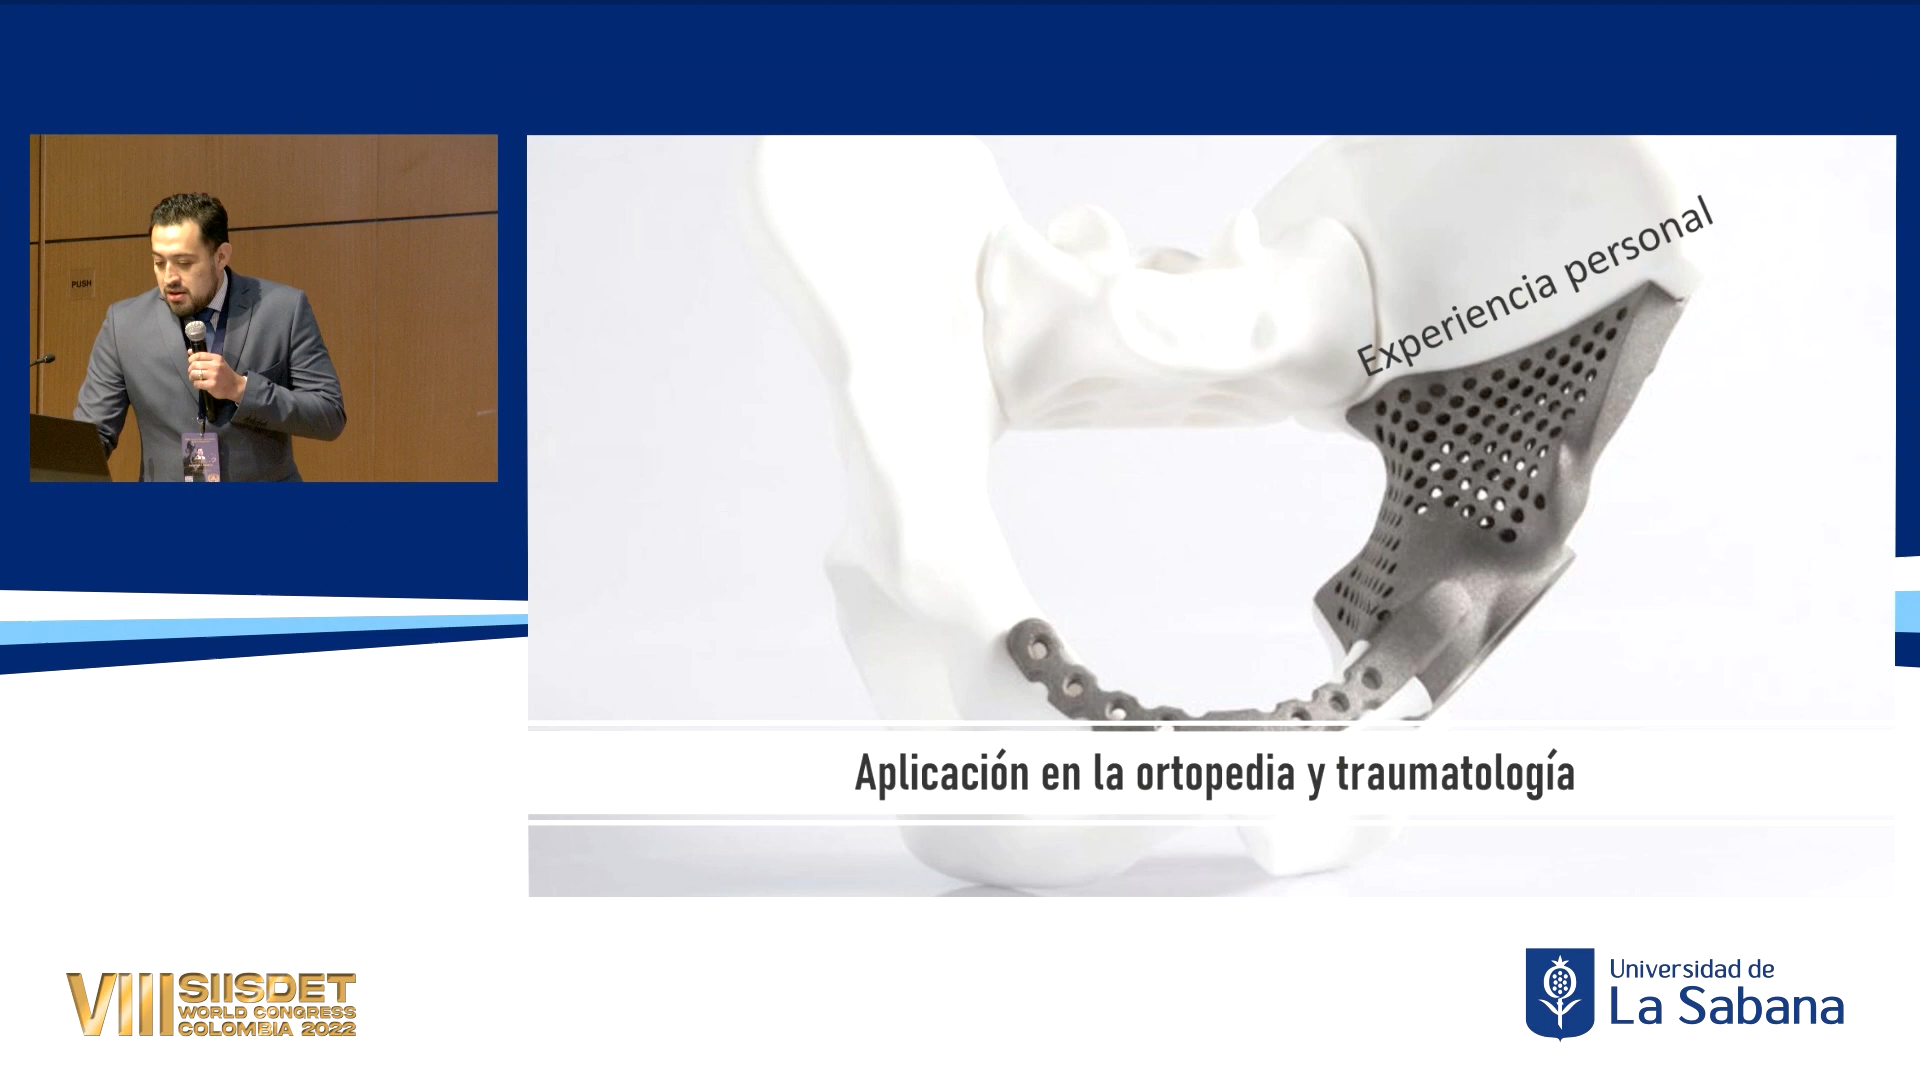 PUSH
Experiencia personal
Aplicación en la ortopedia y traumatología
VIII SIISDET
WORLD CONGRESS
COLOMBIA 2022
Universidad de
La Sabana